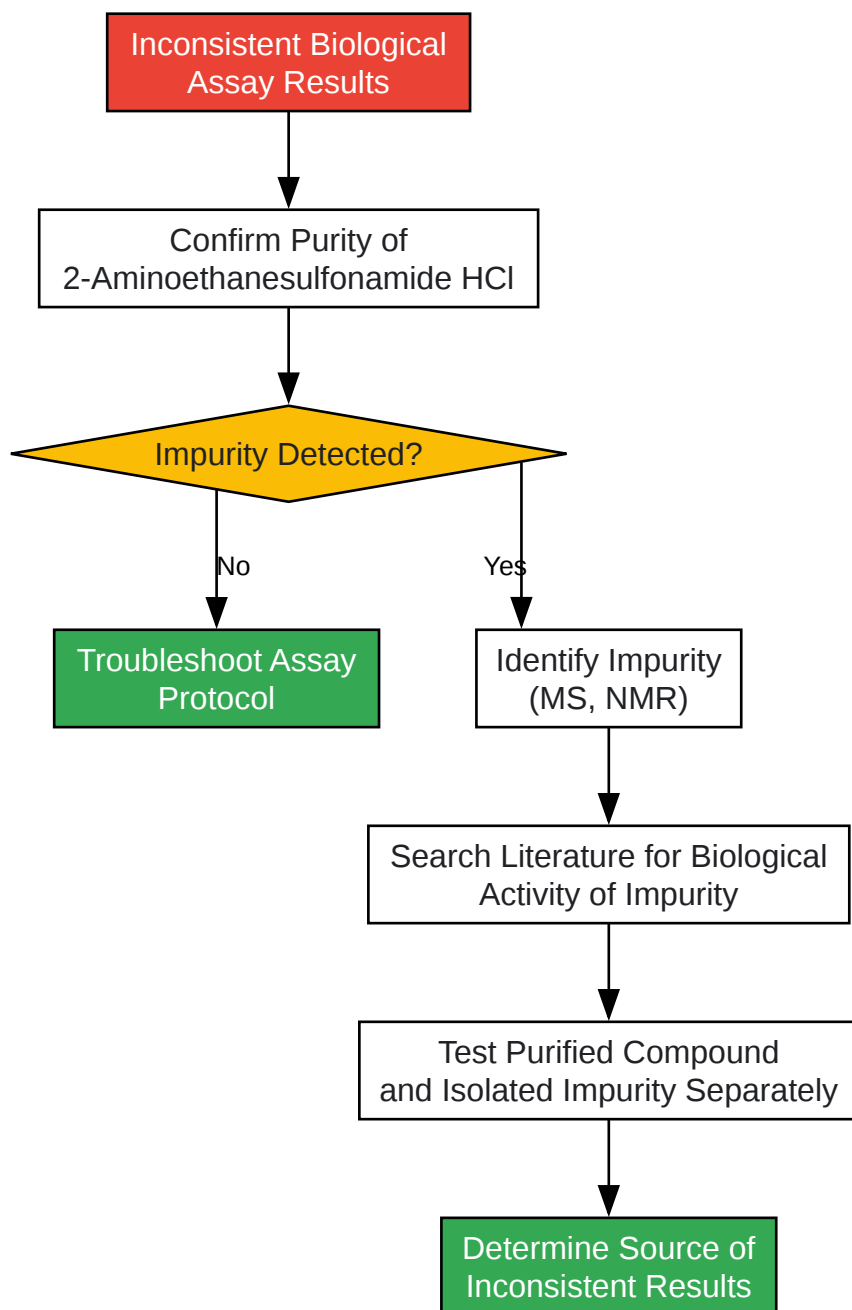 Inconsistent Biological
Assay Results
Confirm Purity of
2-Aminoethanesulfonamide HCl
Impurity Detected?
No
Yes
Troubleshoot Assay
Protocol
Identify Impurity
(MS, NMR)
Search Literature for Biological
Activity of Impurity
Test Purified Compound
and Isolated Impurity Separately
Determine Source of
Inconsistent Results